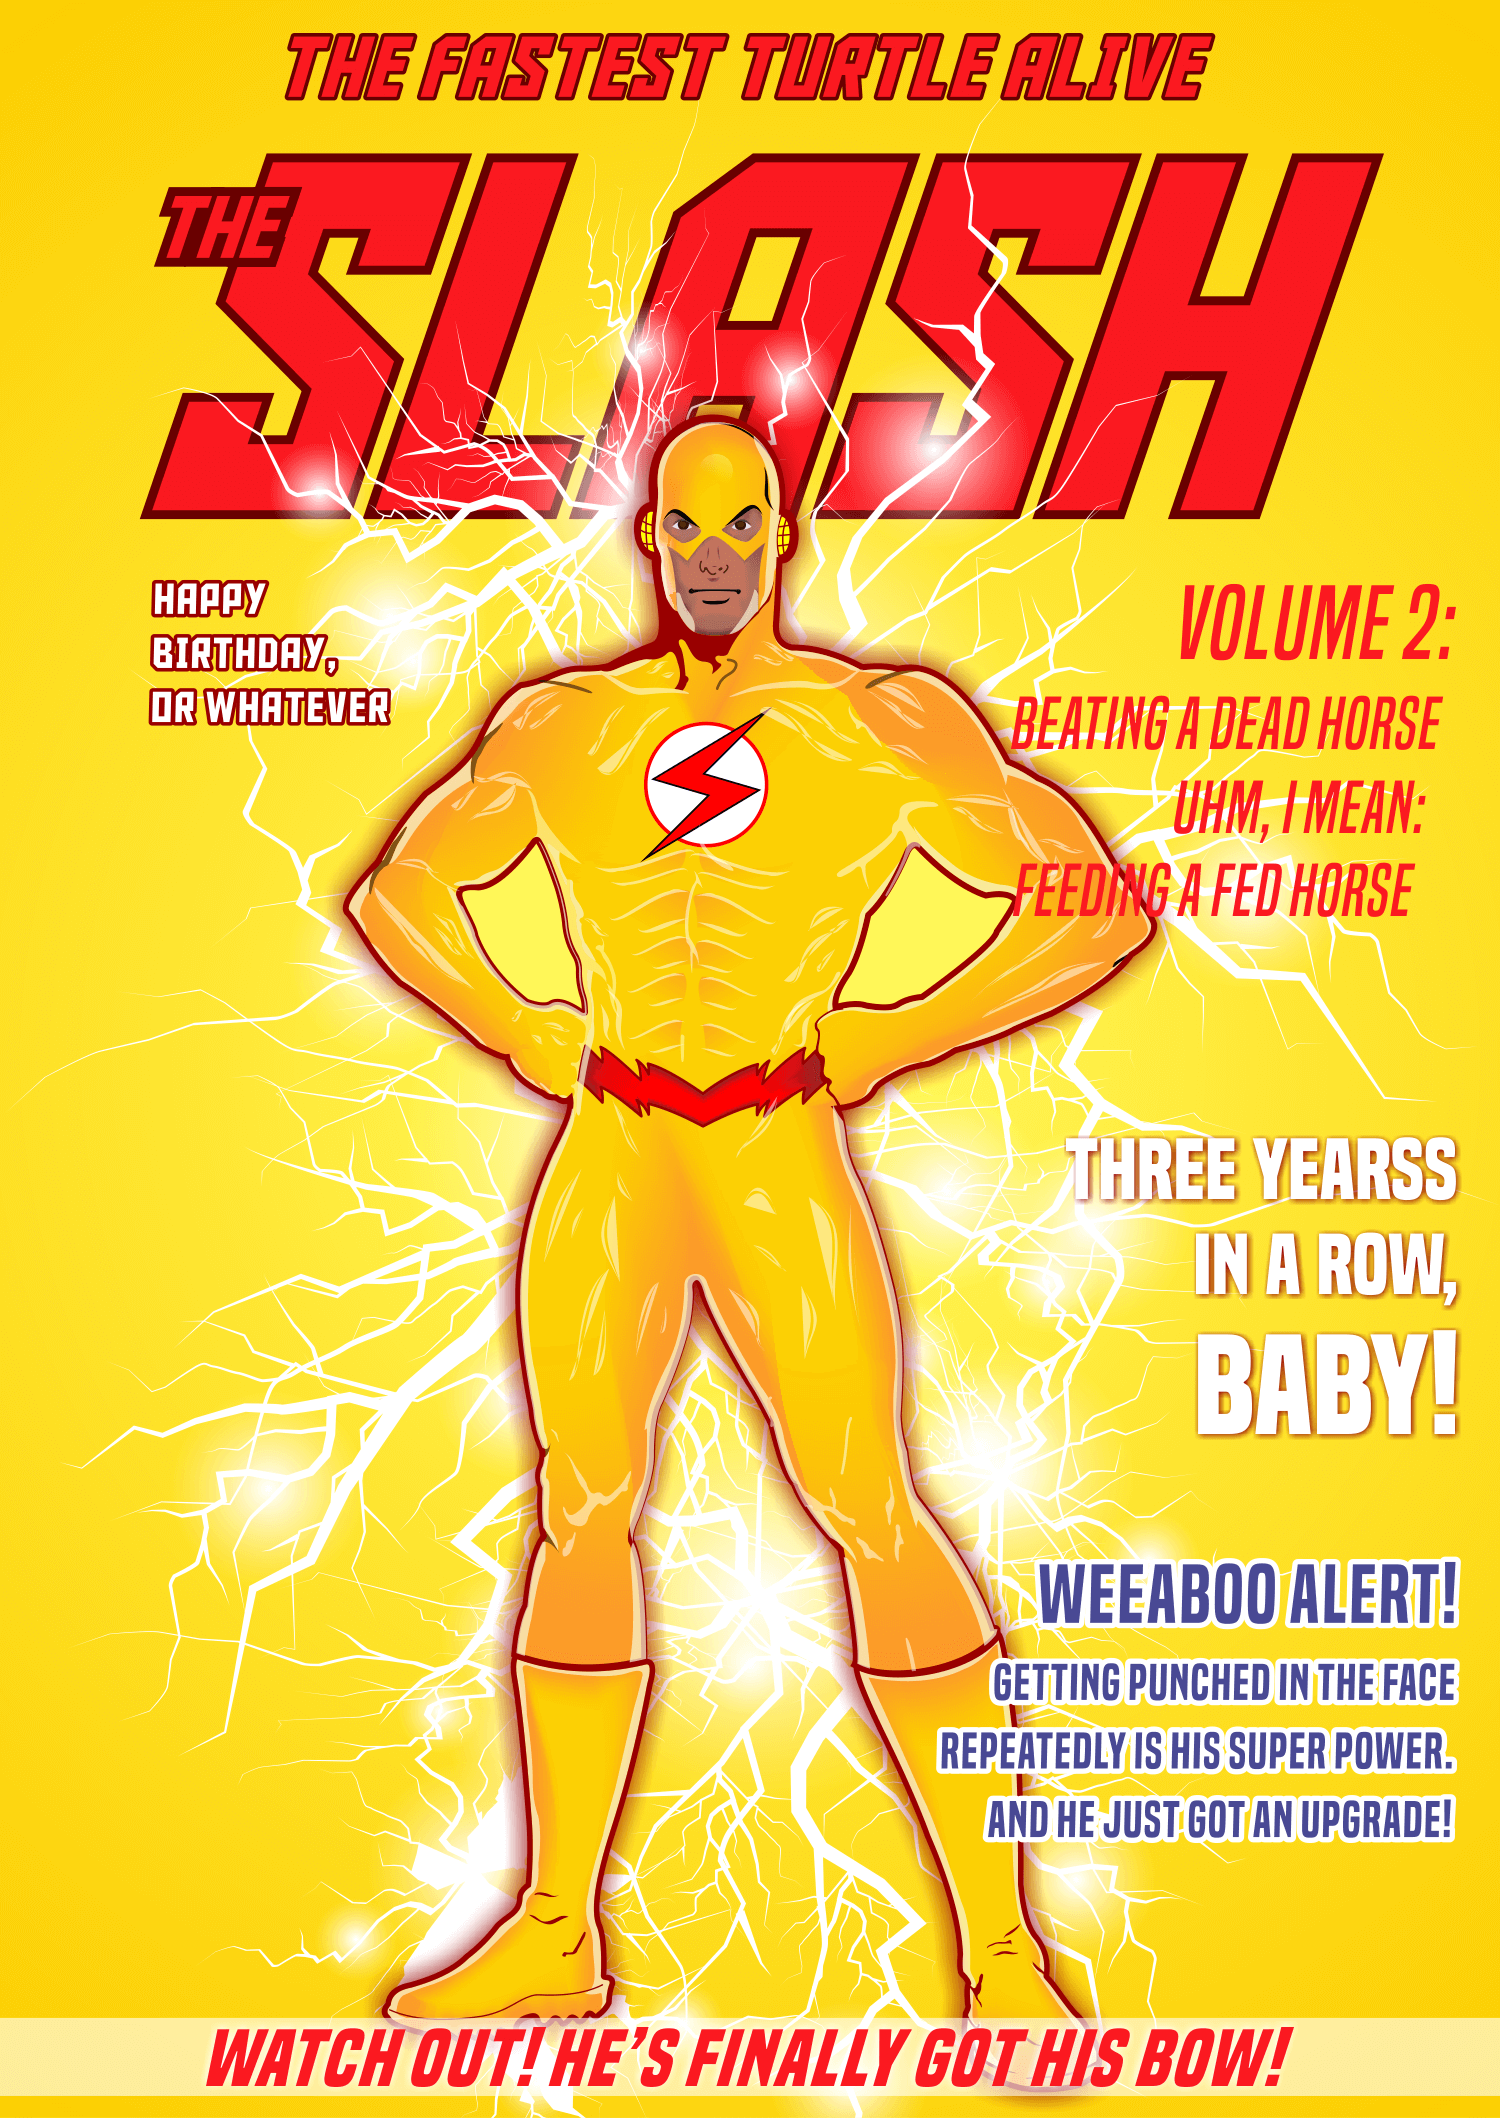 THE FASTEST TURTLE ALIVE
THE SLASH
HAPPY
BIRTHDAY,
OR WHATEVER
VOLUME 2:
BEATING A DEAD HORSE
UHM, I MEAN:
FEEDING A FED HORSE
THREE YEARSS
IN A ROW,
BABY!
WEEABOO ALERT!
GETTING PUNCHED IN THE FACE
REPEATEDLY IS HIS SUPER POWER.
AND HE JUST GOT AN UPGRADE!
WATCH OUT! HE'S FINALLY GOT HIS BOW!